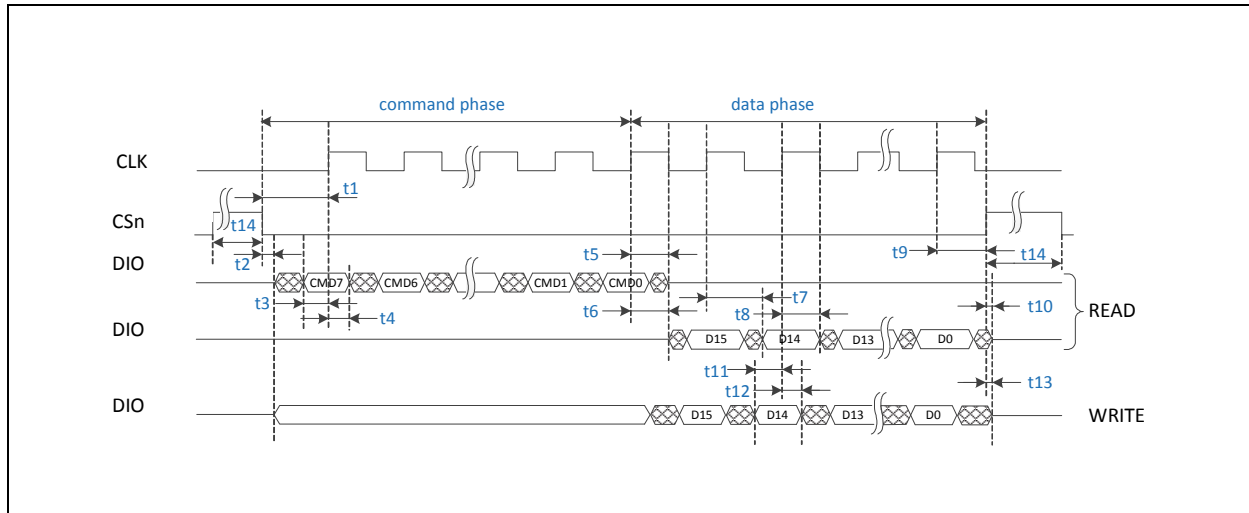 command phase data phase
CLK
t1
CSn
t14
t5 t9 t14
t2
DIO
CMD7 CMD6 CMD1 CMD0
t7
t3 t4 t6 t8 t10 READ
DIO
D15 D14 D13 D0
t11
t12 t13
DIO
D15 D14 D13 D0 WRITE